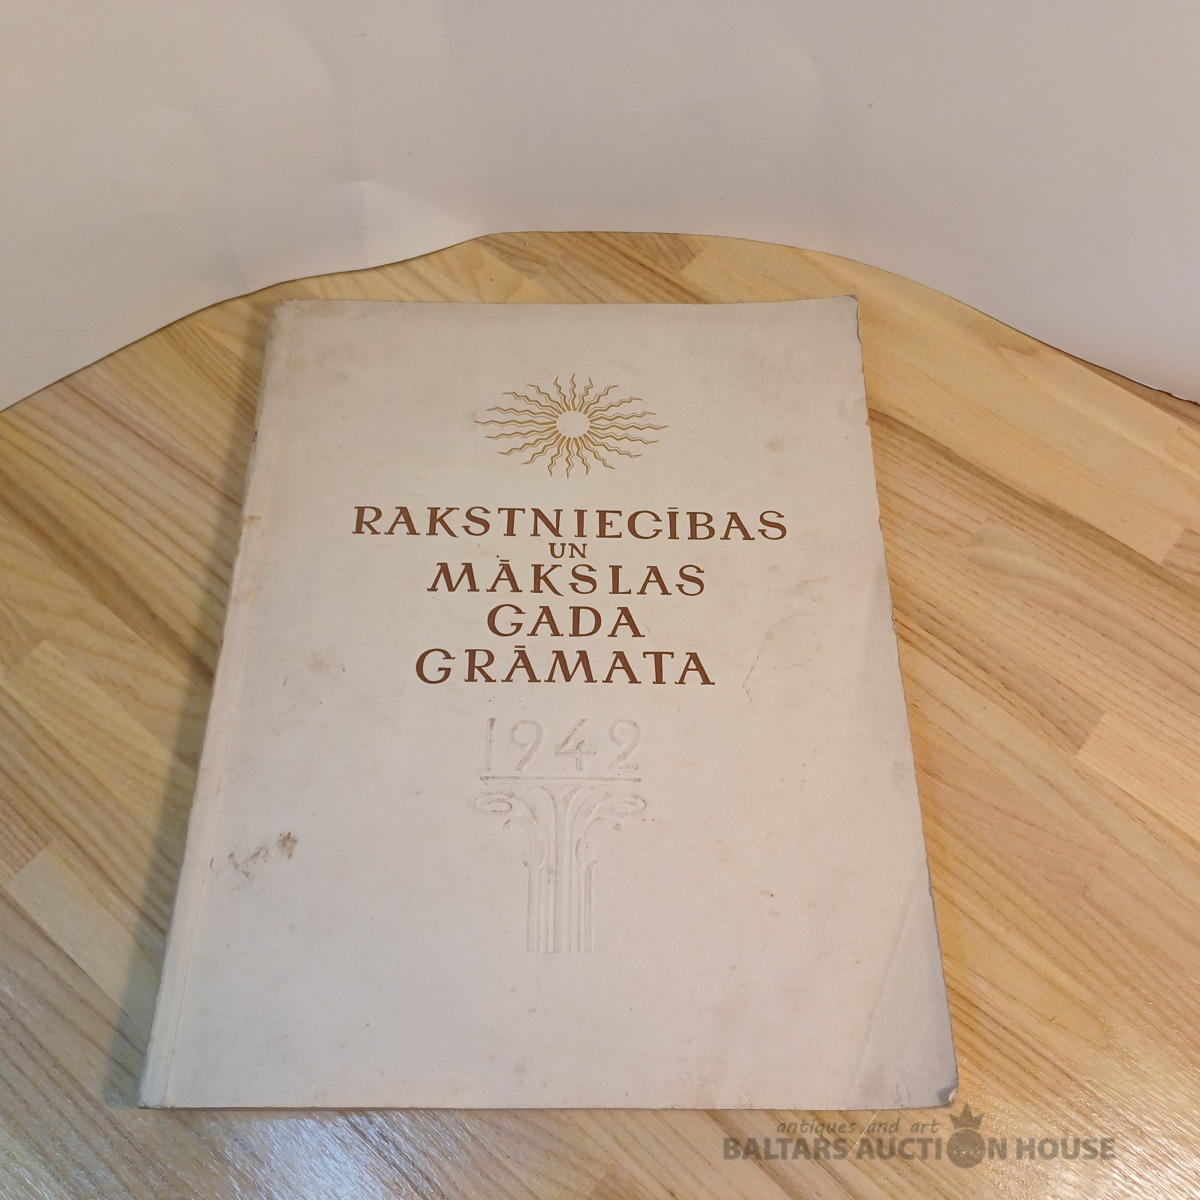 RAKSTNIECĪBAS
UN
MĀKSLAS
GADA
GRĀMATA
1942
antiques and art
BALTARS AUCTION HOUSE